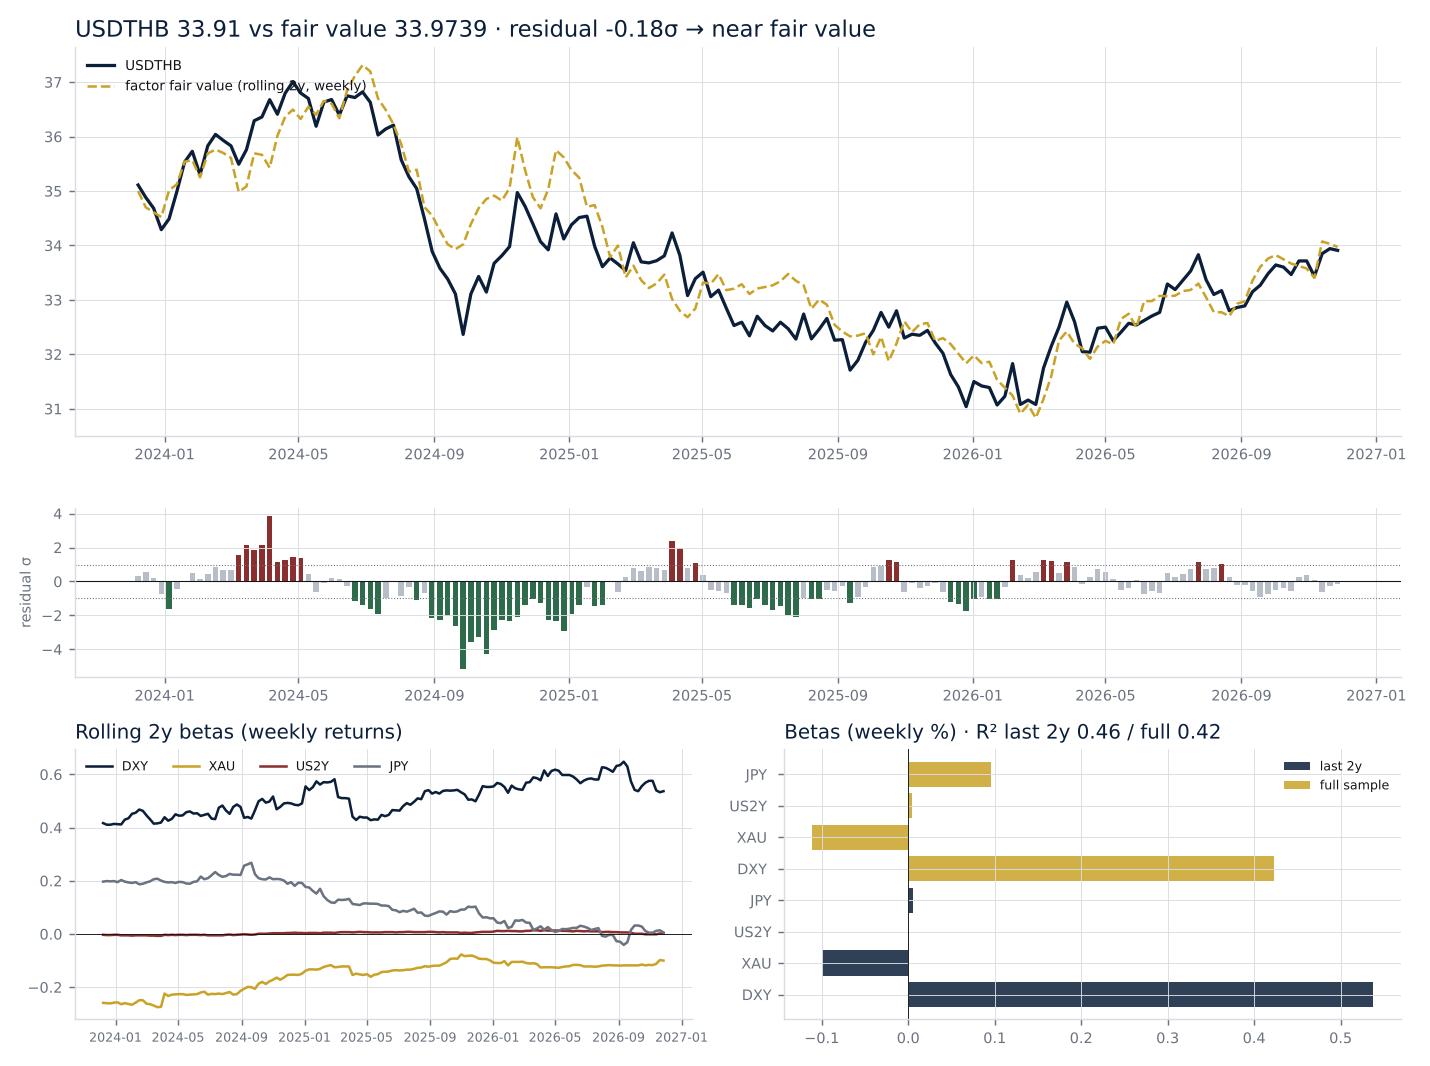 USDTHB 33.91 vs fair value 33.9739 · residual -0.18σ → near fair value
USDTHB
factor fair value (rolling 2y, weekly)
37
36
35
34
33
32
31
2024-01 2024-05 2024-09 2025-01 2025-05 2025-09 2026-01 2026-05 2026-09 2027-01
residual σ
4
2
0
−2
−4
2024-01 2024-05 2024-09 2025-01 2025-05 2025-09 2026-01 2026-05 2026-09 2027-01
Rolling 2y betas (weekly returns)
DXY XAU US2Y JPY
0.6
0.4
0.2
0.0
−0.2
2024-01 2024-05 2024-09 2025-01 2025-05 2025-09 2026-01 2026-05 2026-09 2027-01
Betas (weekly %) · R² last 2y 0.46 / full 0.42
last 2y
full sample
JPY
US2Y
XAU
DXY
JPY
US2Y
XAU
DXY
−0.1 0.0 0.1 0.2 0.3 0.4 0.5